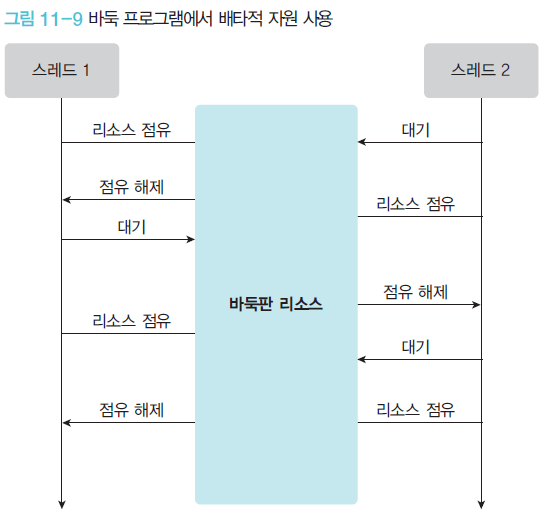 그림 11-9 바둑 프로그램에서 배타적 자원 사용
스레드 1
스레드 2
리소스 점유
대기
점유 해제
리소스 점유
대기
점유 해제
바둑판 리소스
리소스 점유
대기
점유 해제
리소스 점유